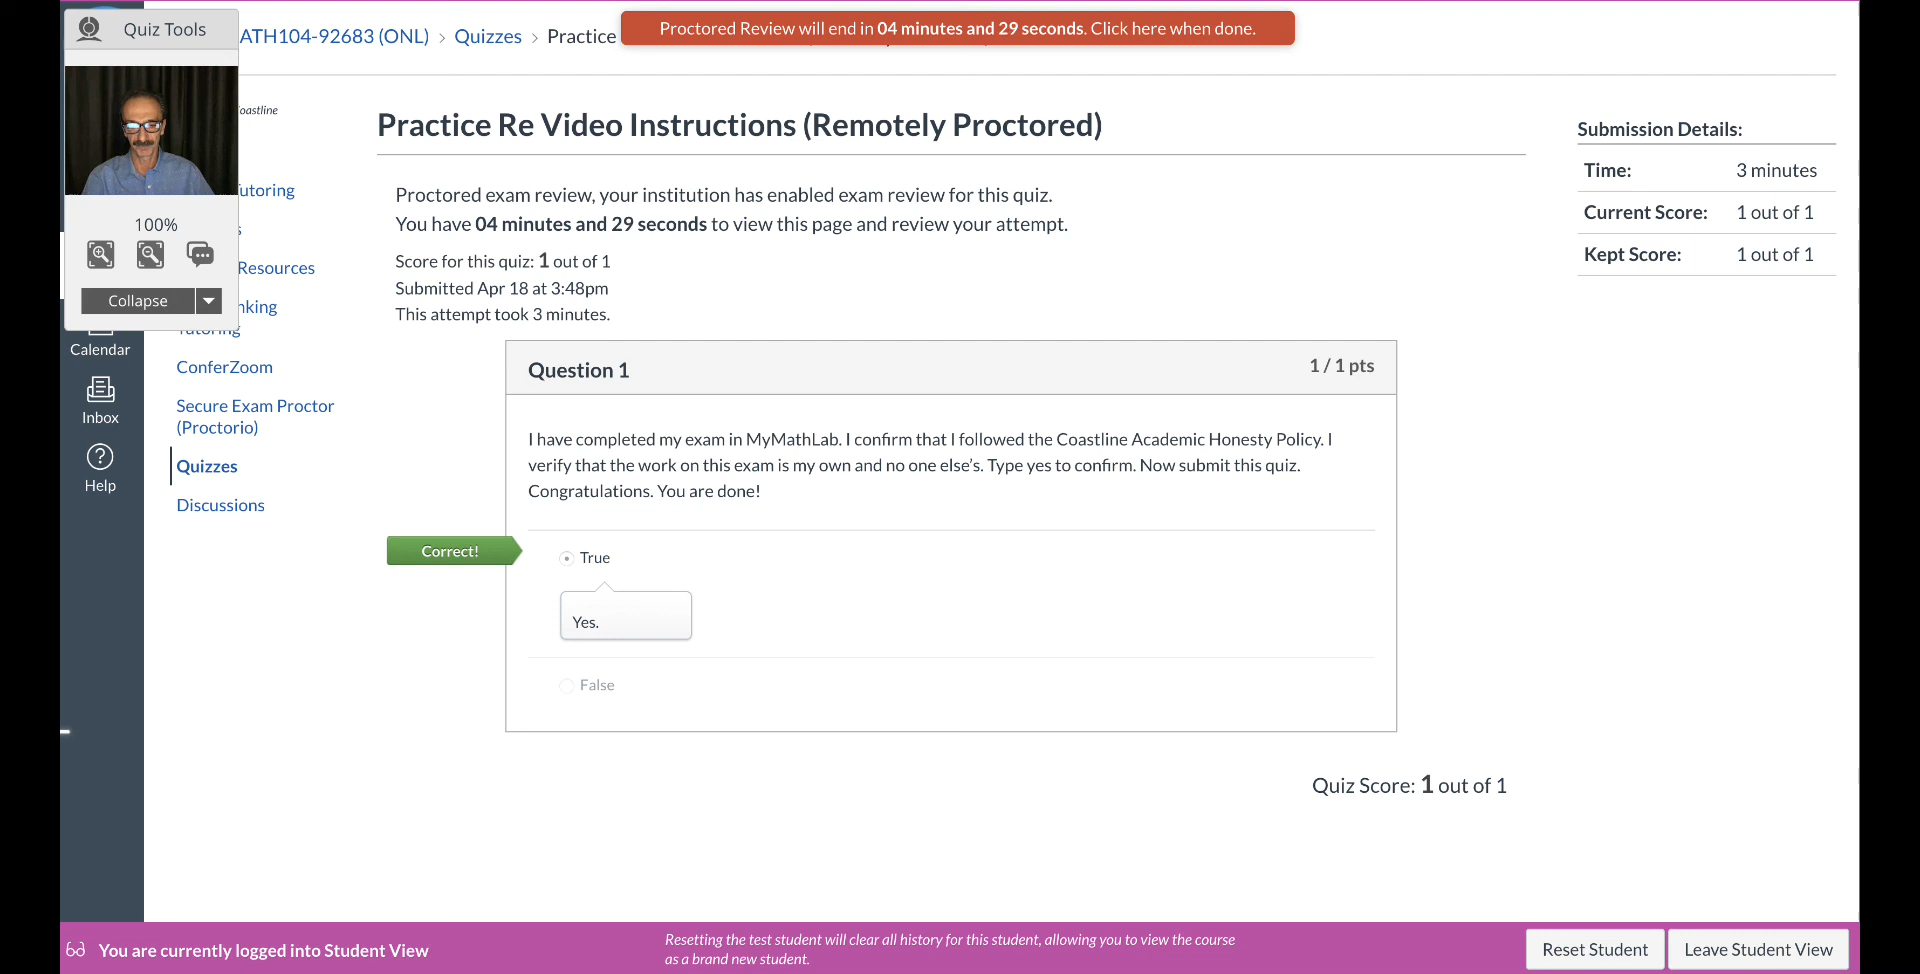 Quiz Tools
ATH104-92683 (ONL) > Quizzes > Practice
Proctored Review will end in 04 minutes and 29 seconds. Click here when done.
oastline
utoring
s
Resources
nking
Tutoring
ConferZoom
Secure Exam Proctor
(Proctorio)
Quizzes
Discussions
100%
Collapse
Calendar
Inbox
Help
Practice Re Video Instructions (Remotely Proctored)
Proctored exam review, your institution has enabled exam review for this quiz.
You have 04 minutes and 29 seconds to view this page and review your attempt.
Score for this quiz: 1 out of 1
Submitted Apr 18 at 3:48pm
This attempt took 3 minutes.
Question 1
1 / 1 pts
I have completed my exam in MyMathLab. I confirm that I followed the Coastline Academic Honesty Policy. I
verify that the work on this exam is my own and no one else's. Type yes to confirm. Now submit this quiz.
Congratulations. You are done!
Correct!
True
Yes.
False
Quiz Score: 1 out of 1
Submission Details:
Time: 3 minutes
Current Score: 1 out of 1
Kept Score: 1 out of 1
You are currently logged into Student View
Resetting the test student will clear all history for this student, allowing you to view the course
as a brand new student.
Reset Student
Leave Student View